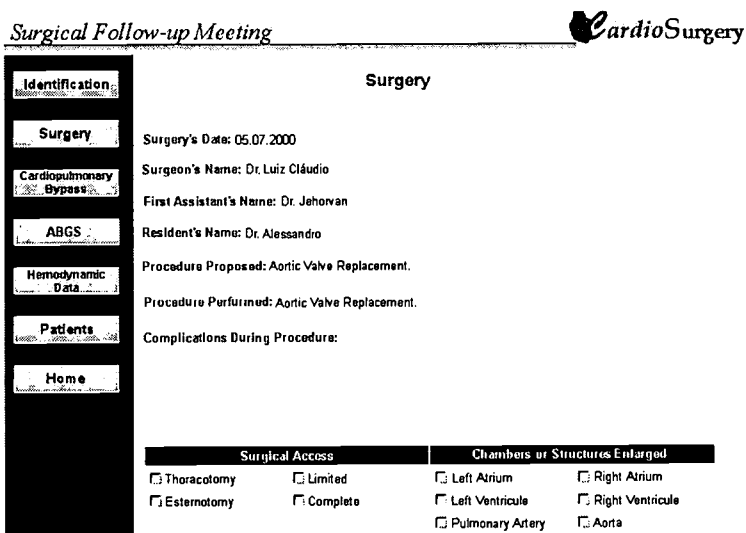 Surgical Follow-up Meeting
CardioSurgery
Identification
Surgery
Cardiopulmonary
Bypass
ABGS
Hemodynamic
Data
Patients
Home
Surgery
Surgery's Date: 05.07.2000
Surgeon's Name: Dr. Luiz Cláudio
First Assistant's Name: Dr. Jehorvan
Resident's Name: Dr. Alessandro
Procedure Proposed: Aortic Valve Replacement.
Procedure Performed: Aortic Valve Replacement.
Complications During Procedure:
Surgical Access
Thoracotomy Limited
Esternotomy Complete
Chambers or Structures Enlarged
Left Atrium Right Atrium
Left Ventricule Right Ventricule
Pulmonary Artery Aorta